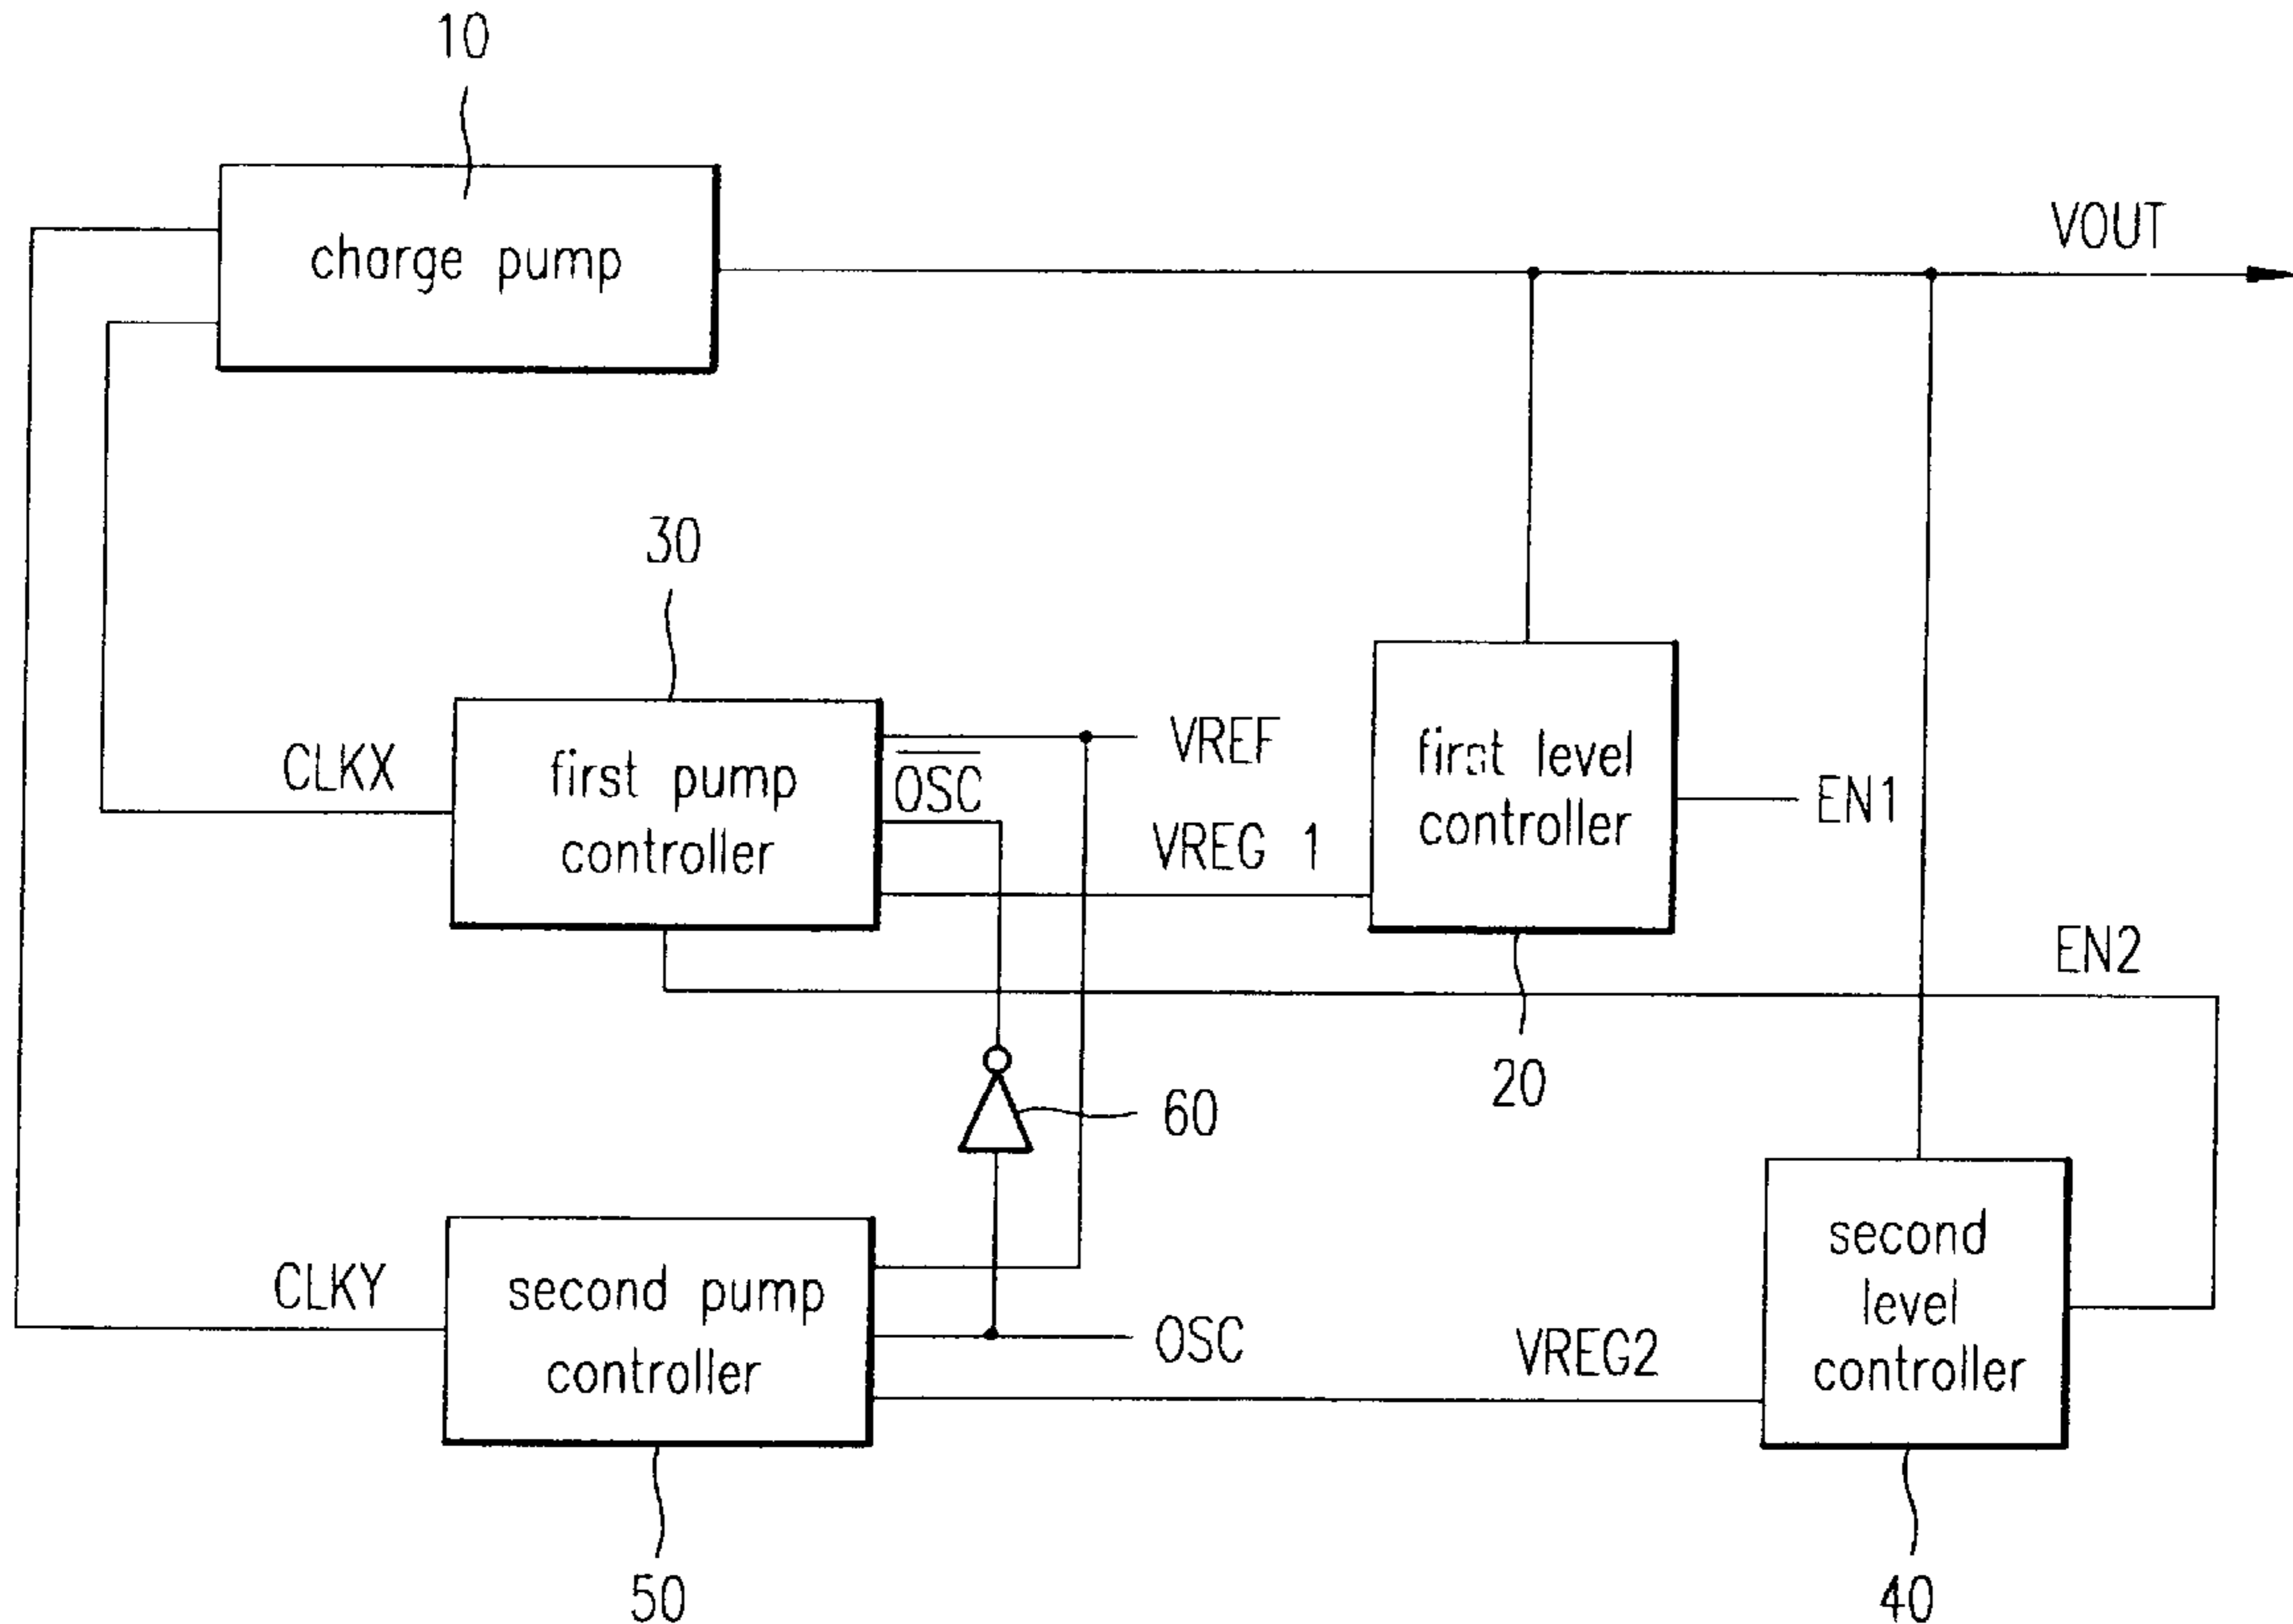 10
charge pump
VOUT
30
CLKX
first pump
controller
VREF
O̅S̅C̅
VREG 1
first level
controller
EN1
20
EN2
60
CLKY
second pump
controller
OSC
VREG2
second
level
controller
50
40